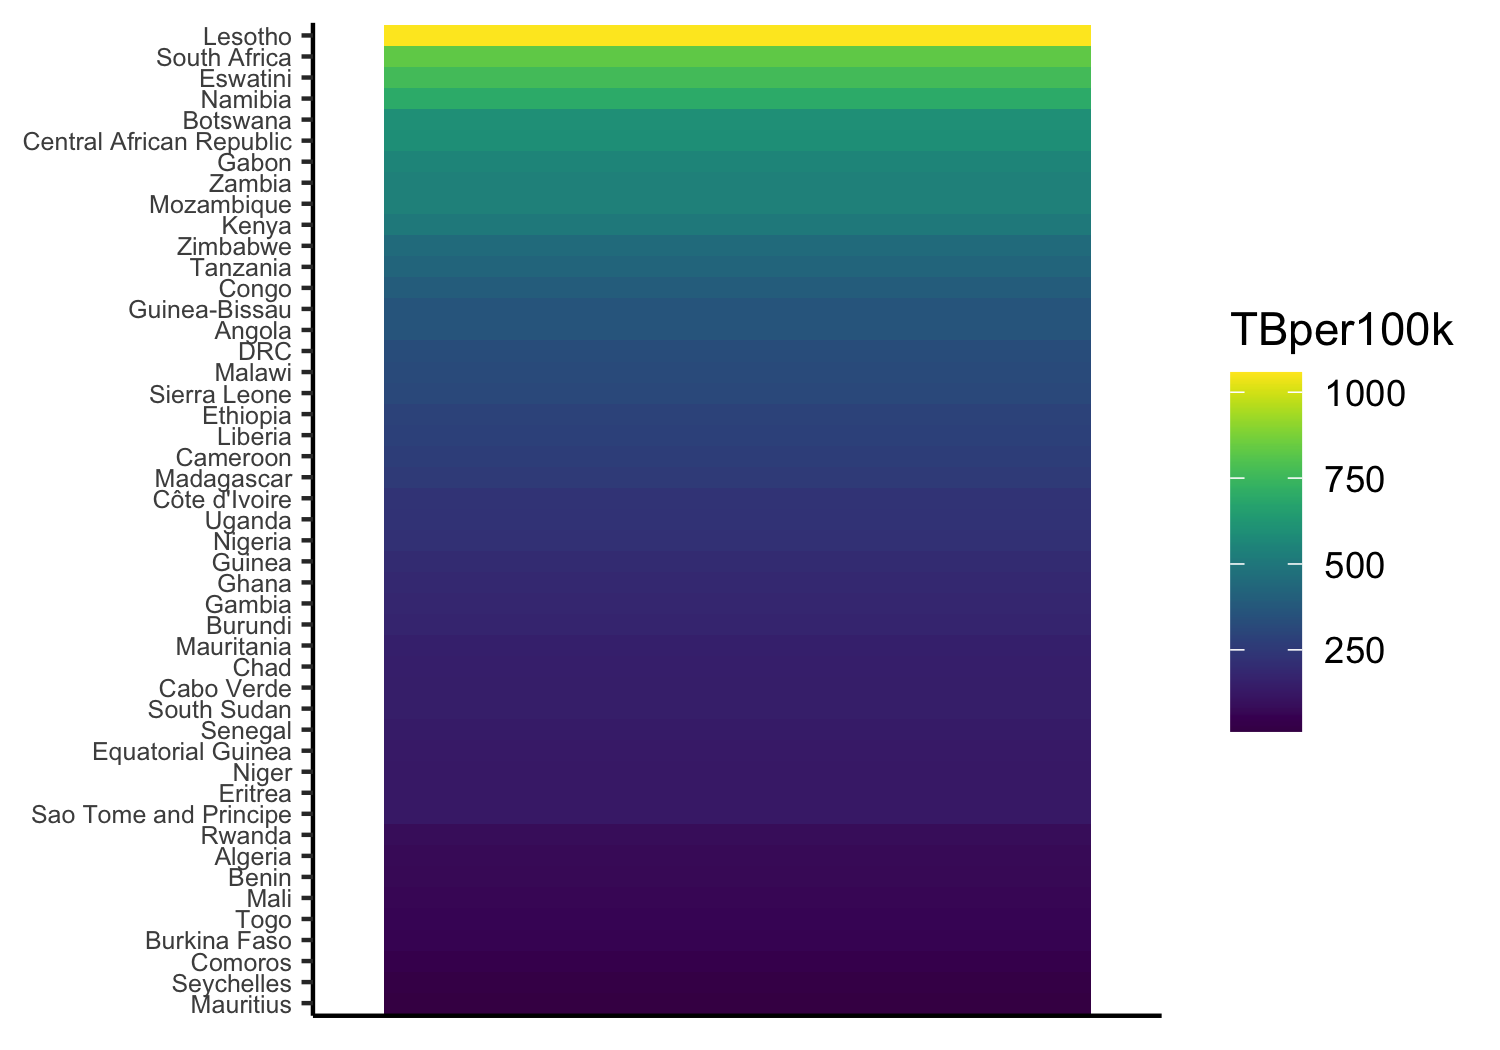 Lesotho
South Africa
Eswatini
Namibia
Botswana
Central African Republic
Gabon
Zambia
Mozambique
Kenya
Zimbabwe
Tanzania
Congo
Guinea-Bissau
Angola
DRC
Malawi
Sierra Leone
Ethiopia
Liberia
Cameroon
Madagascar
Côte d'Ivoire
Uganda
Nigeria
Guinea
Ghana
Gambia
Burundi
Mauritania
Chad
Cabo Verde
South Sudan
Senegal
Equatorial Guinea
Niger
Eritrea
Sao Tome and Principe
Rwanda
Algeria
Benin
Mali
Togo
Burkina Faso
Comoros
Seychelles
Mauritius
TBper100k
1000
750
500
250